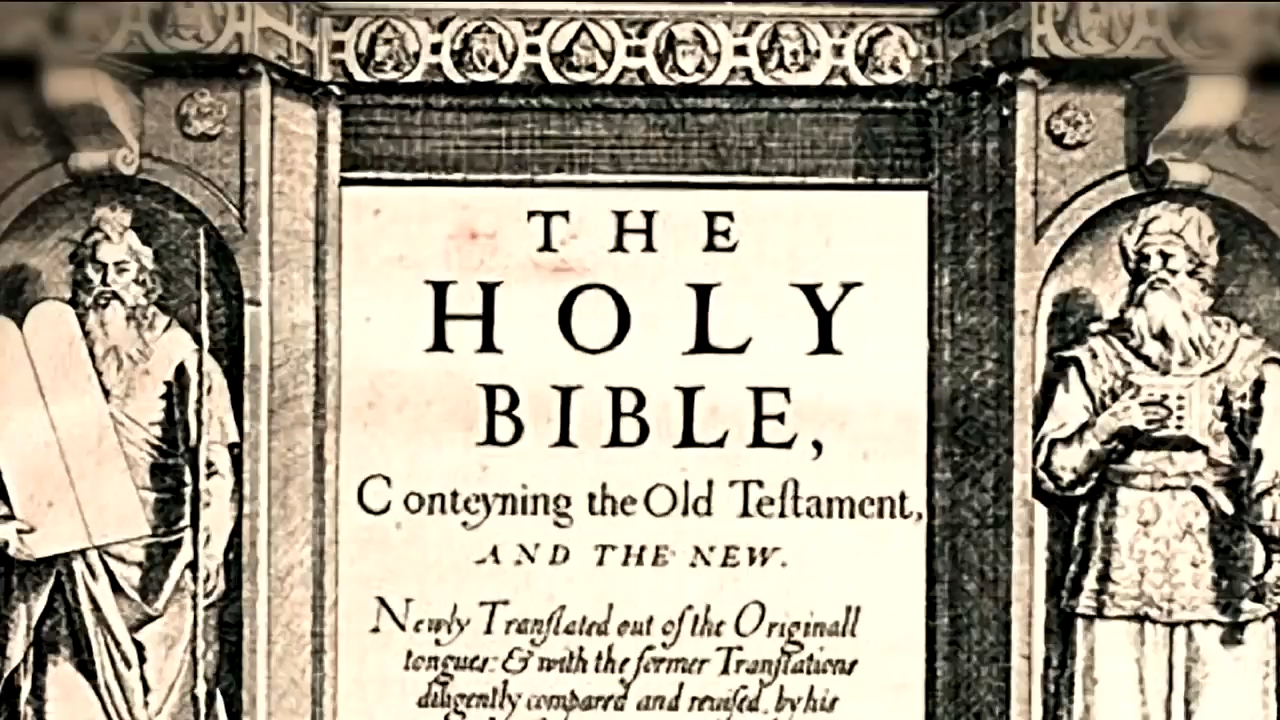 THE
HOLY
BIBLE,
Conteyning the Old Teſtament,
AND THE NEW.
Newly Tranſlated out of the Originall
tongues: & with the former Tranſlations
diligently compared and reuiſed, by his